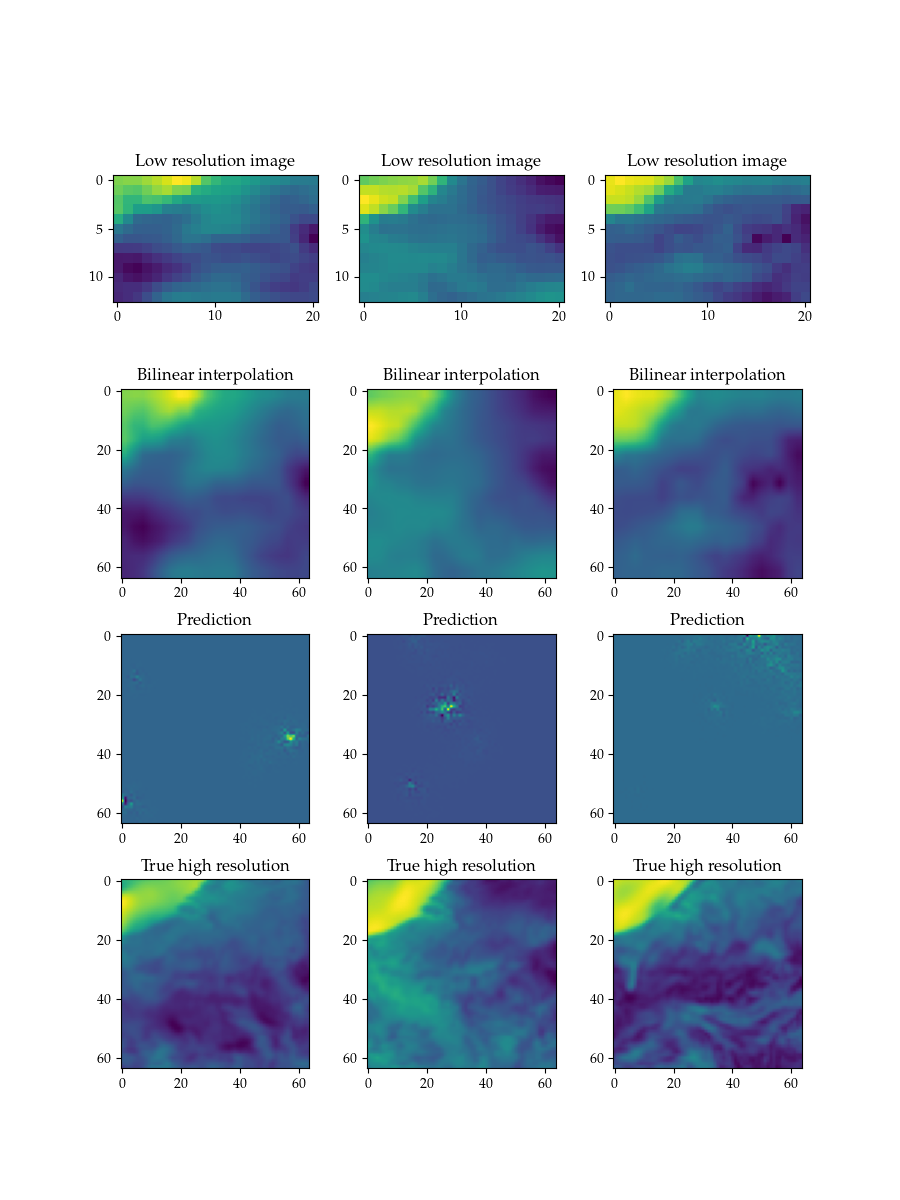 Low resolution image Low resolution image Low resolution image
0 0 0
5 5 5
10 10 10
0 10 20 0 10 20 0 10 20
Bilinear interpolation Bilinear interpolation Bilinear interpolation
0 0 0
20 20 20
40 40 40
60 60 60
0 20 40 60 0 20 40 60 0 20 40 60
Prediction Prediction Prediction
0 0 0
20 20 20
40 40 40
60 60 60
0 20 40 60 0 20 40 60 0 20 40 60
True high resolution True high resolution True high resolution
0 0 0
20 20 20
40 40 40
60 60 60
0 20 40 60 0 20 40 60 0 20 40 60